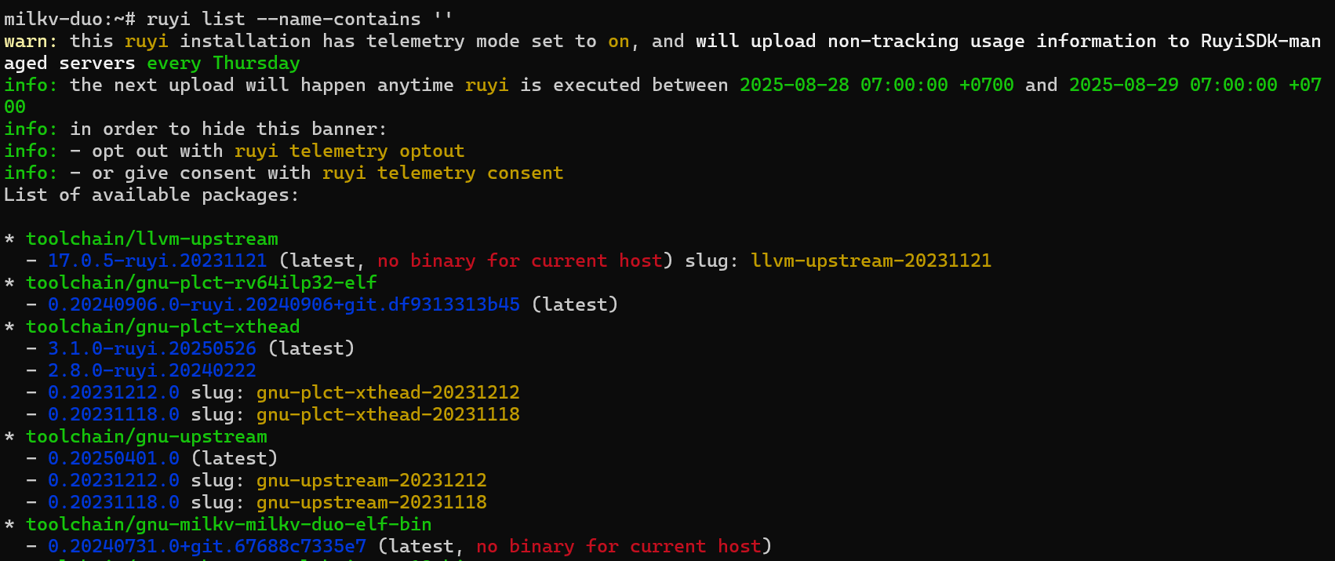 milkv-duo:~# ruyi list --name-contains ''
warn: this ruyi installation has telemetry mode set to on, and will upload non-tracking usage information to RuyiSDK-man
aged servers every Thursday
info: the next upload will happen anytime ruyi is executed between 2025-08-28 07:00:00 +0700 and 2025-08-29 07:00:00 +07
00
info: in order to hide this banner:
info: - opt out with ruyi telemetry optout
info: - or give consent with ruyi telemetry consent
List of available packages:
* toolchain/llvm-upstream
- 17.0.5-ruyi.20231121 (latest, no binary for current host) slug: llvm-upstream-20231121
* toolchain/gnu-plct-rv64ilp32-elf
- 0.20240906.0-ruyi.20240906+git.df9313313b45 (latest)
* toolchain/gnu-plct-xthead
- 3.1.0-ruyi.20250526 (latest)
- 2.8.0-ruyi.20240222
- 0.20231212.0 slug: gnu-plct-xthead-20231212
- 0.20231118.0 slug: gnu-plct-xthead-20231118
* toolchain/gnu-upstream
- 0.20250401.0 (latest)
- 0.20231212.0 slug: gnu-upstream-20231212
- 0.20231118.0 slug: gnu-upstream-20231118
* toolchain/gnu-milkv-milkv-duo-elf-bin
- 0.20240731.0+git.67688c7335e7 (latest, no binary for current host)